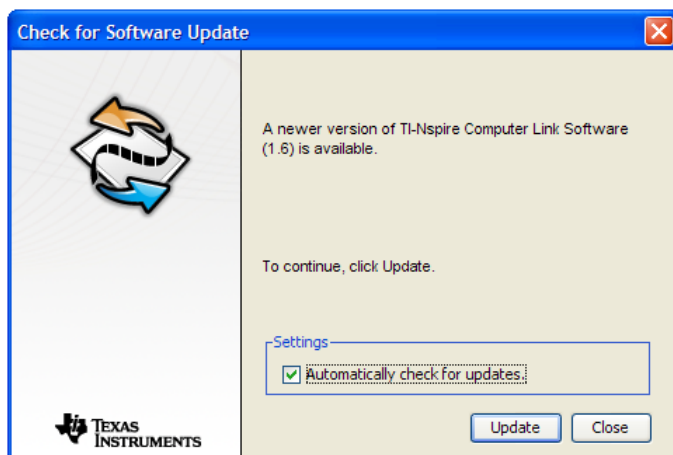 Check for Software Update
A newer version of TI-Nspire Computer Link Software
(1.6) is available.
To continue, click Update.
Settings
Automatically check for updates.
Update
Close
TEXAS
INSTRUMENTS